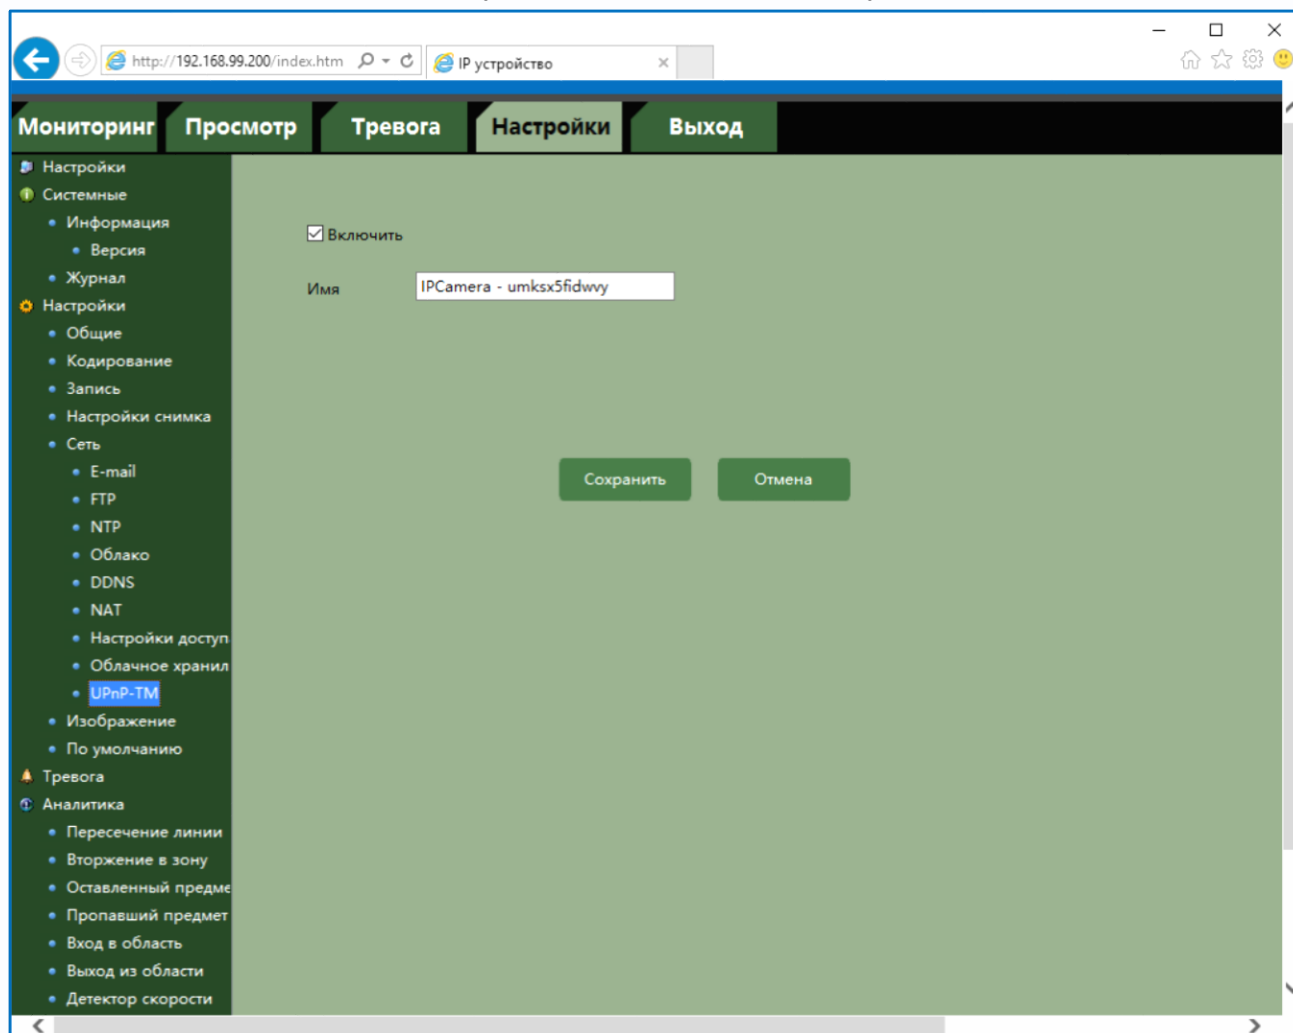 http://192.168.99.200/index.htm
IP устройство
Мониторинг Просмотр Тревога Настройки Выход
Настройки
Системные
Информация
Версия
Журнал
Настройки
Общие
Кодирование
Запись
Настройки снимка
Сеть
E-mail
FTP
NTP
Облако
DDNS
NAT
Настройки доступ
Облачное хранил
UPnP-TM
Изображение
По умолчанию
Тревога
Аналитика
Пересечение линии
Вторжение в зону
Оставленный предме
Пропавший предмет
Вход в область
Выход из области
Детектор скорости
Включить
Имя IPCamera - umksx5fidwvy
Сохранить Отмена